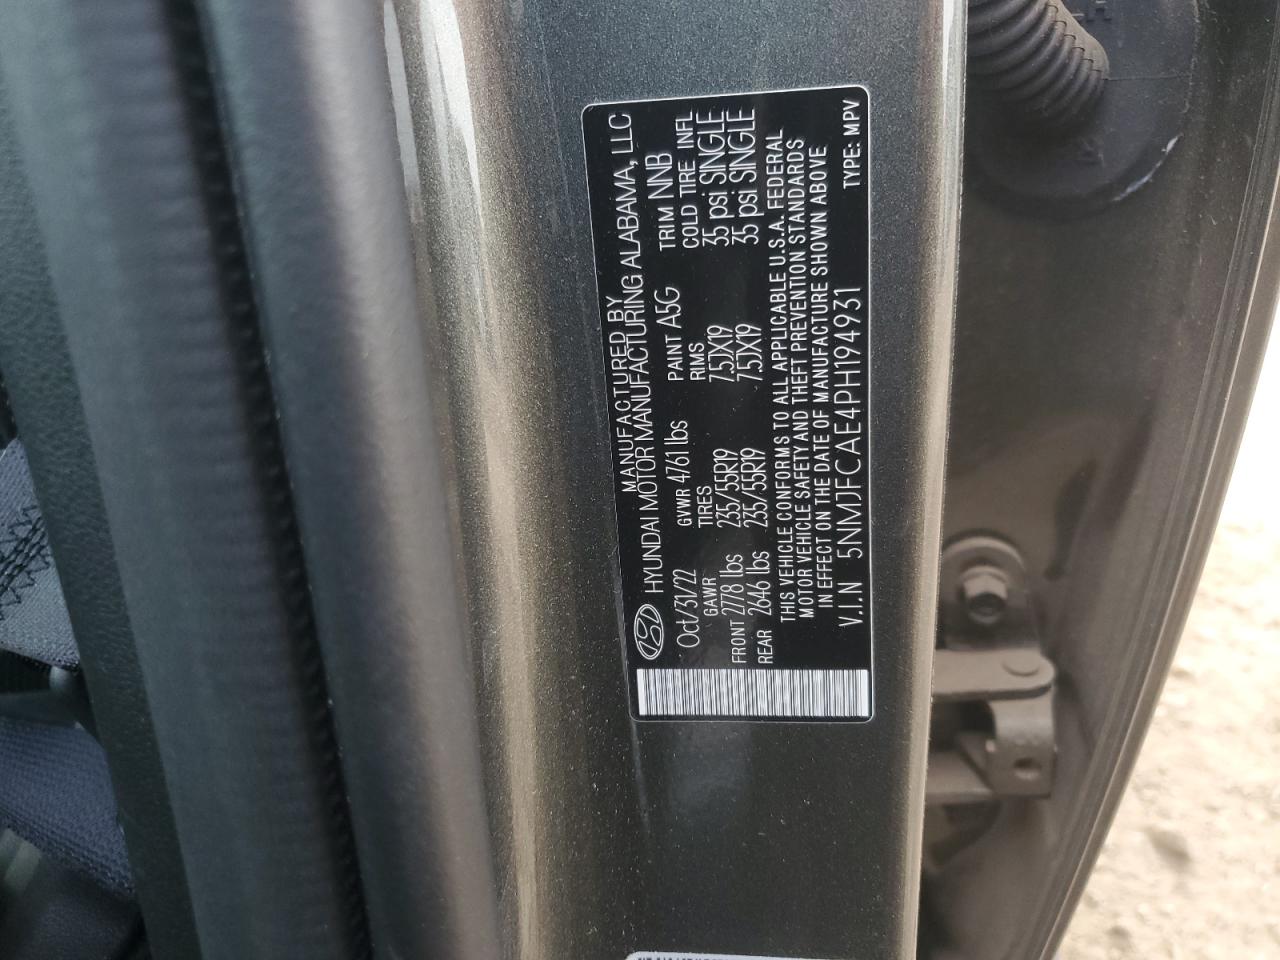 MANUFACTURED BY
HYUNDAI MOTOR MANUFACTURING ALABAMA, LLC
Oct/31/22 GVWR 4761 lbs PAINT A5G TRIM NNB
GAWR TIRES RIMS COLD TIRE INFL
FRONT 2778 lbs 235/55R19 7.5JX19 35 psi SINGLE
REAR 2646 lbs 235/55R19 7.5JX19 35 psi SINGLE
THIS VEHICLE CONFORMS TO ALL APPLICABLE U.S.A. FEDERAL
MOTOR VEHICLE SAFETY AND THEFT PREVENTION STANDARDS
IN EFFECT ON THE DATE OF MANUFACTURE SHOWN ABOVE
V.I.N 5NMJFCAE4PH194931 TYPE: MPV